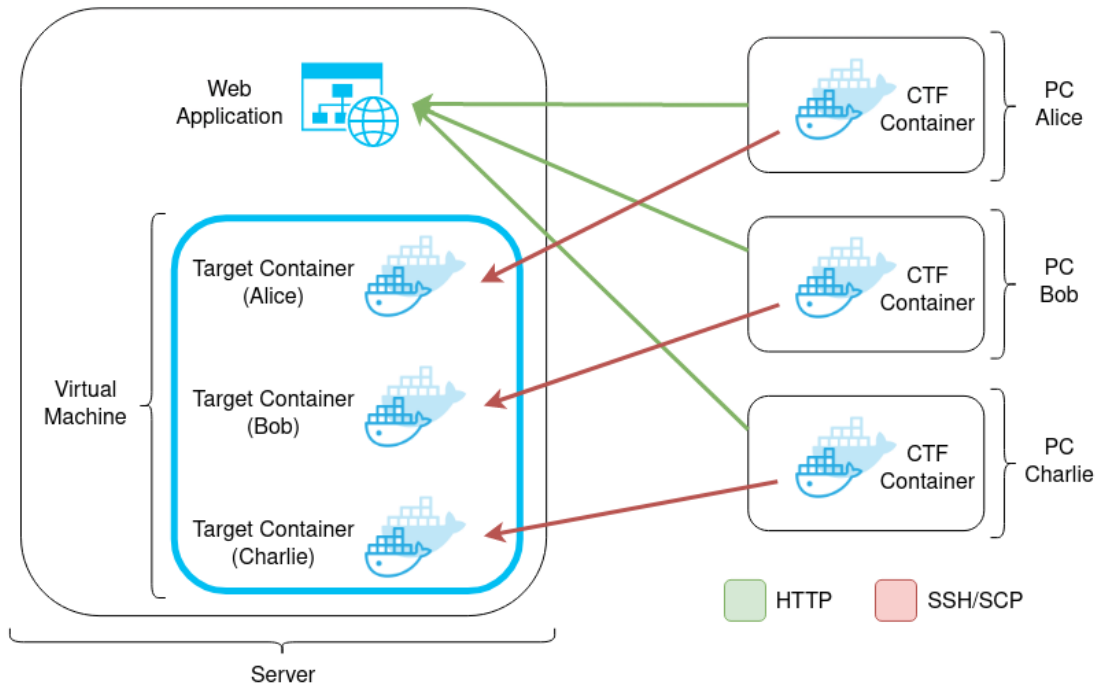 Web
Application
CTF
Container
PC
Alice
Target Container
(Alice)
CTF
Container
PC
Bob
Virtual
Machine
Target Container
(Bob)
CTF
Container
PC
Charlie
Target Container
(Charlie)
HTTP
SSH/SCP
Server